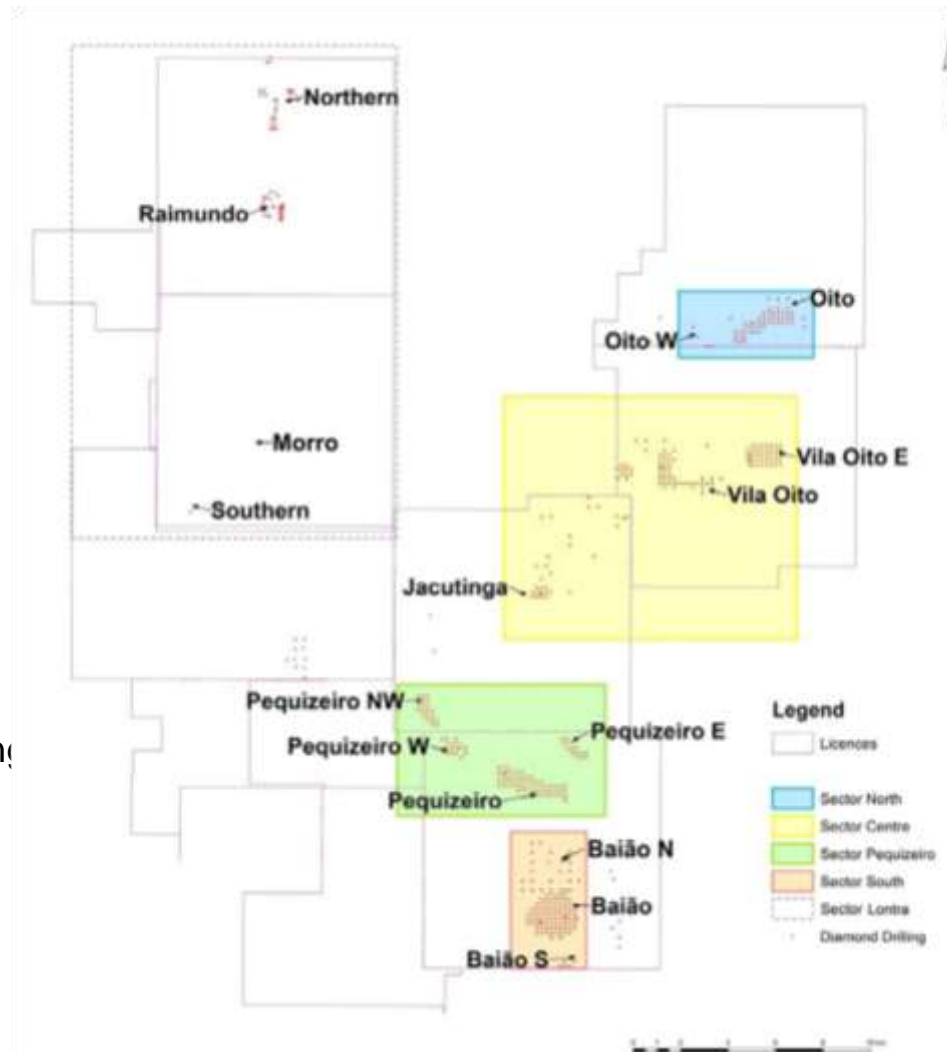 Northern
Raimundo
Oito
Oito W
Morro
Vila Oito E
Vila Oito
Southern
Jacutinga
Pequizeiro NW
Pequizeiro E
Pequizeiro W
Pequizeiro
Baião N
Baião
Baião S
Legend
Licences
Sector North
Sector Centre
Sector Pequizeiro
Sector South
Sector Lontra
Diamond Drilling